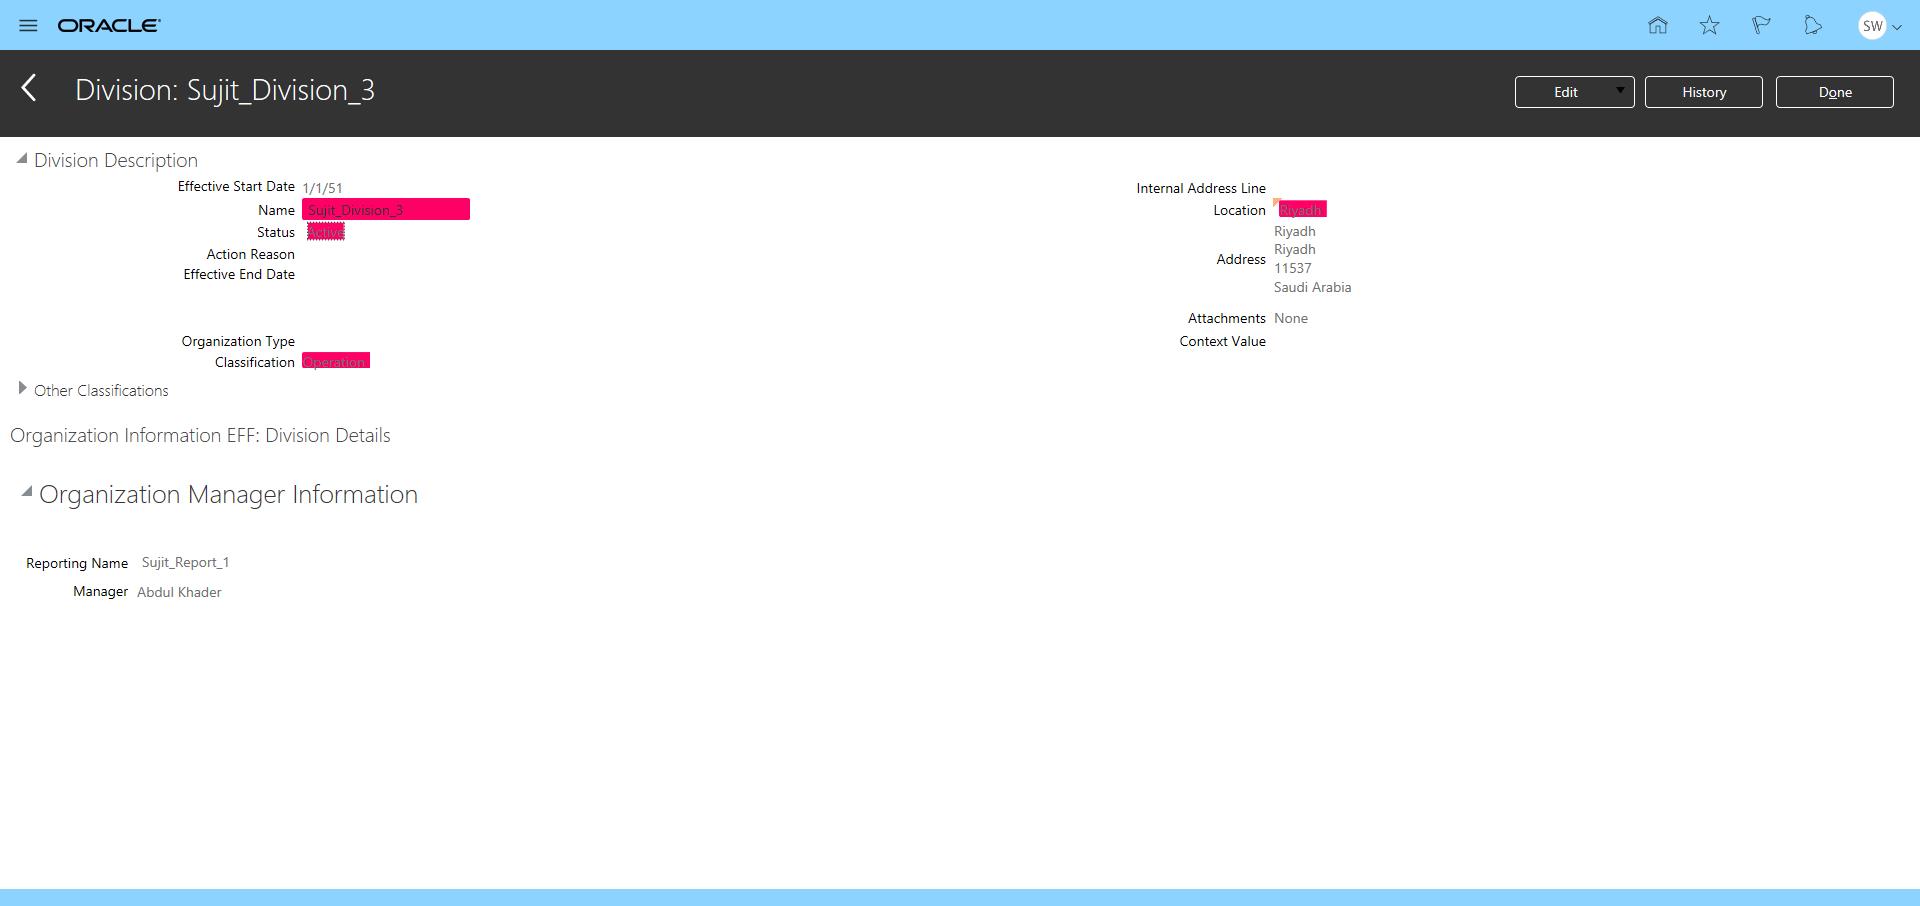 ORACLE
SW
Division: Sujit_Division_3
Edit
History
Done
Division Description
Effective Start Date 1/1/51
Name Sujit_Division_3
Status Active
Action Reason
Effective End Date
Organization Type
Classification Operation
Internal Address Line
Location Riyadh
Address Riyadh
Riyadh
11537
Saudi Arabia
Attachments None
Context Value
Other Classifications
Organization Information EFF: Division Details
Organization Manager Information
Reporting Name Sujit_Report_1
Manager Abdul Khader